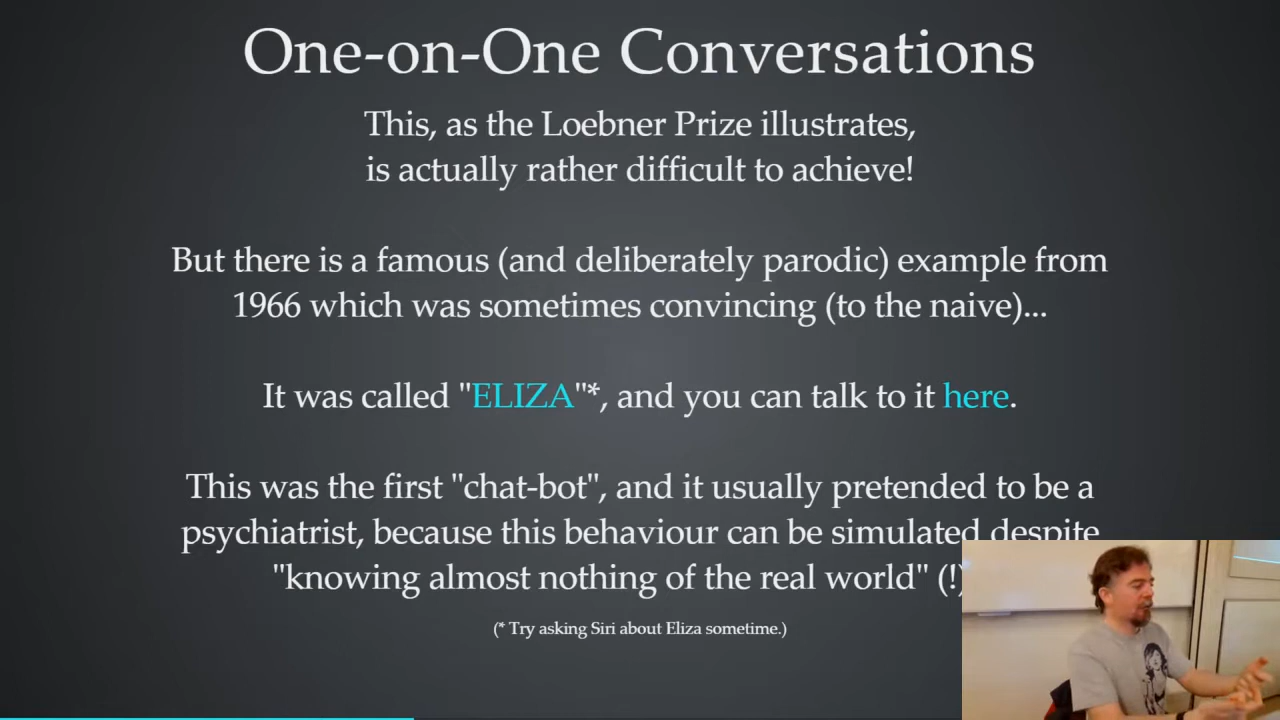 One-on-One Conversations
This, as the Loebner Prize illustrates,
is actually rather difficult to achieve!
But there is a famous (and deliberately parodic) example from
1966 which was sometimes convincing (to the naive)...
It was called "ELIZA"*, and you can talk to it here.
This was the first "chat-bot", and it usually pretended to be a
psychiatrist, because this behaviour can be simulated despite
"knowing almost nothing of the real world" (!)
(* Try asking Siri about Eliza sometime.)